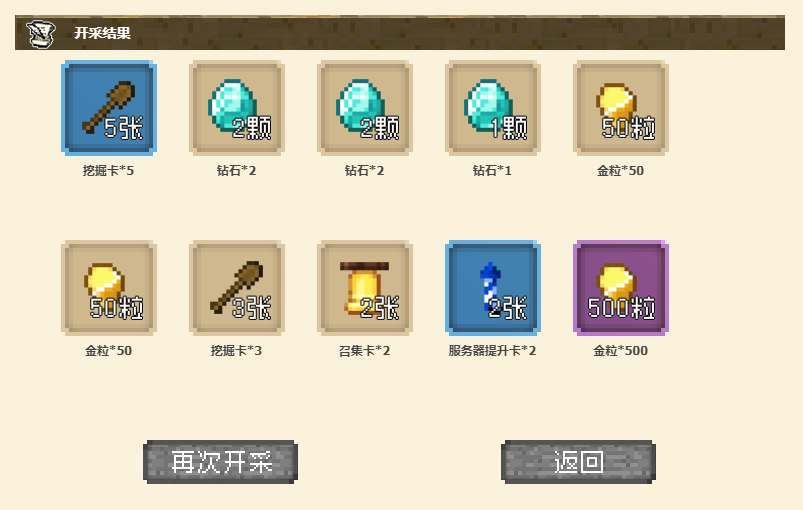 开采结果
5张 2颗 2颗 1颗 50粒
挖掘卡*5 钻石*2 钻石*2 钻石*1 金粒*50
50粒 3张 2张 2张 500粒
金粒*50 挖掘卡*3 召集卡*2 服务器提升卡*2 金粒*500
再次开采 返回